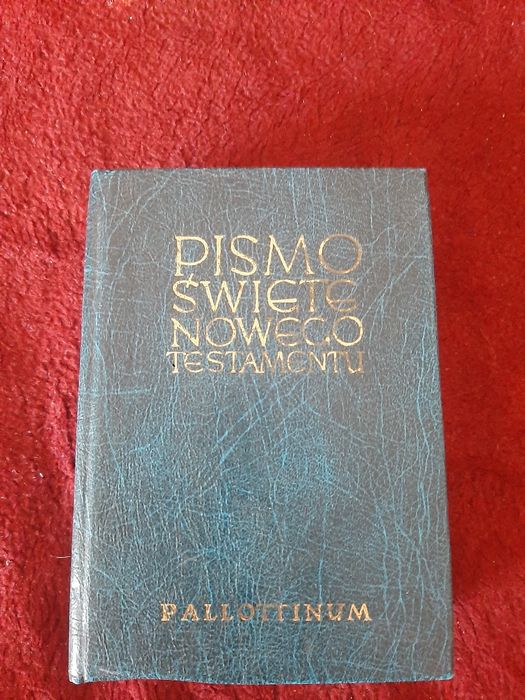 PISMO
ŚWIĘTE
NOWEGO
TESTAMENTU
PALLOTTINUM